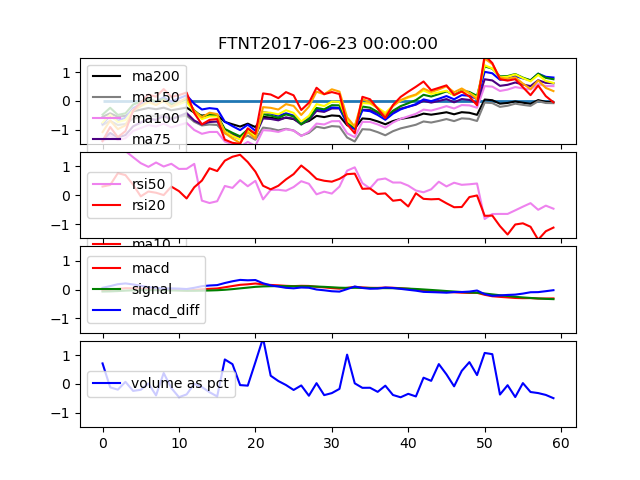 FTNT2017-06-23 00:00:00
1
0
−1
ma200
ma150
ma100
ma75
1
0
−1
rsi50
rsi20
ma10
1
0
−1
macd
signal
macd_diff
1
0
−1
volume as pct
0 10 20 30 40 50 60